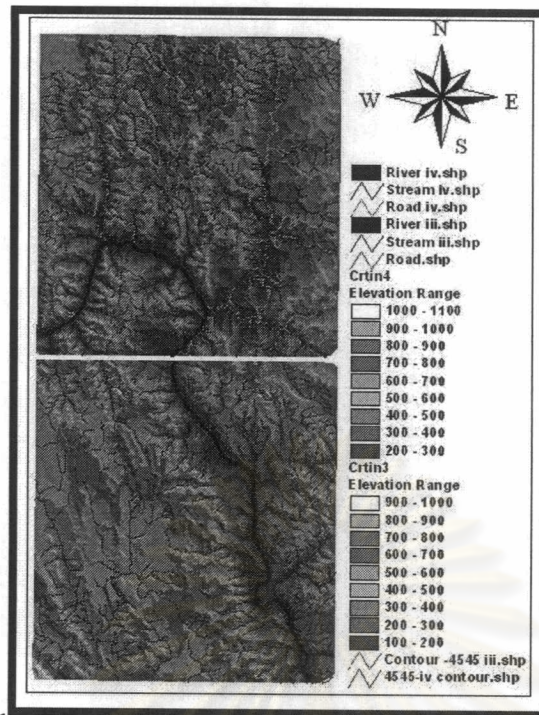 N
W E
S
River iv.shp
Stream iv.shp
Road iv.shp
River iii.shp
Stream iii.shp
Road.shp
Crtin4
Elevation Range
1000 - 1100
900 - 1000
800 - 900
700 - 800
600 - 700
500 - 600
400 - 500
300 - 400
200 - 300
Crtin3
Elevation Range
900 - 1000
800 - 900
700 - 800
600 - 700
500 - 600
400 - 500
300 - 400
200 - 300
100 - 200
Contour -4545 iii.shp
4545-iv contour.shp